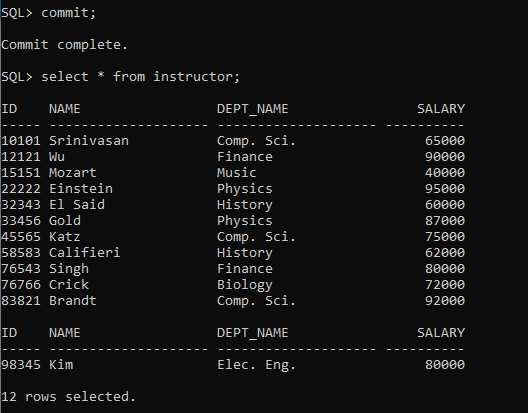 SQL> commit;
Commit complete.
SQL> select * from instructor;
ID    NAME                 DEPT_NAME                SALARY
----- -------------------- -------------------- ----------
10101 Srinivasan           Comp. Sci.                65000
12121 Wu                   Finance                   90000
15151 Mozart               Music                     40000
22222 Einstein             Physics                   95000
32343 El Said              History                   60000
33456 Gold                 Physics                   87000
45565 Katz                 Comp. Sci.                75000
58583 Califieri            History                   62000
76543 Singh                Finance                   80000
76766 Crick                Biology                   72000
83821 Brandt               Comp. Sci.                92000
ID    NAME                 DEPT_NAME                SALARY
----- -------------------- -------------------- ----------
98345 Kim                  Elec. Eng.                80000
12 rows selected.